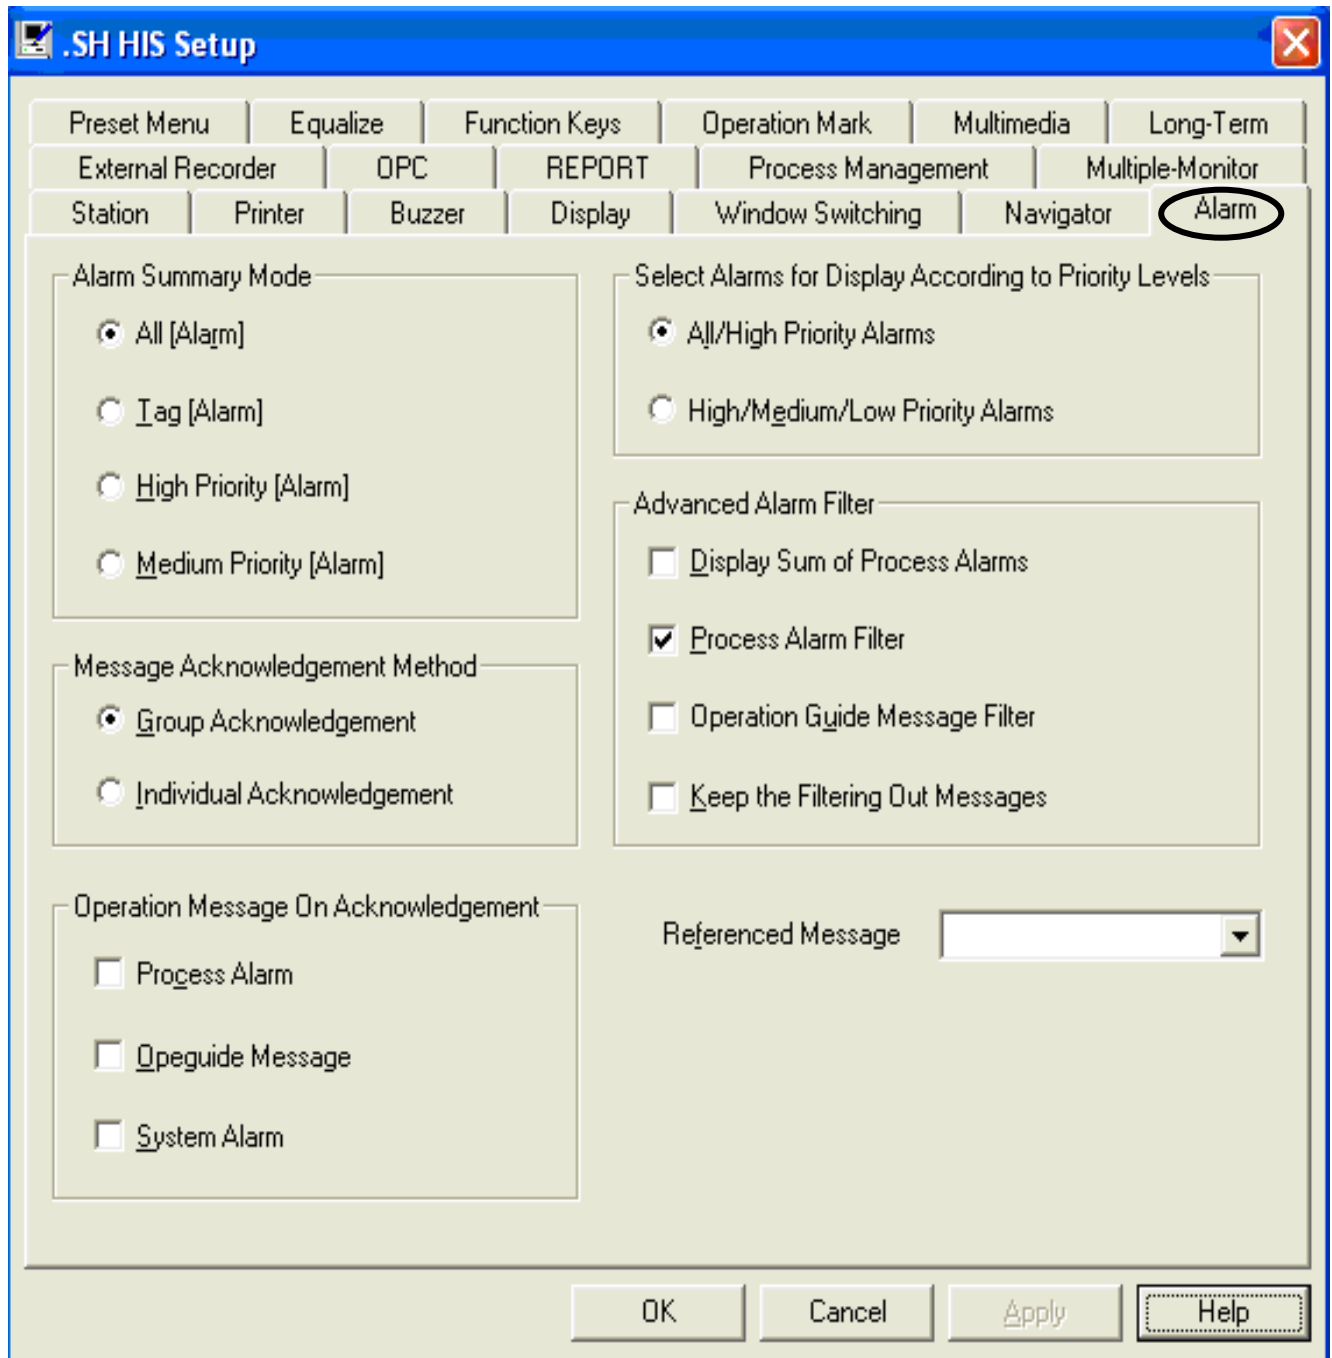 .SH HIS Setup
Preset Menu Equalize Function Keys Operation Mark Multimedia Long-Term
External Recorder OPC REPORT Process Management Multiple-Monitor
Station Printer Buzzer Display Window Switching Navigator Alarm
Alarm Summary Mode
All [Alarm]
Tag [Alarm]
High Priority [Alarm]
Medium Priority [Alarm]
Message Acknowledgement Method
Group Acknowledgement
Individual Acknowledgement
Operation Message On Acknowledgement
Process Alarm
Opeguide Message
System Alarm
Select Alarms for Display According to Priority Levels
All/High Priority Alarms
High/Medium/Low Priority Alarms
Advanced Alarm Filter
Display Sum of Process Alarms
Process Alarm Filter
Operation Guide Message Filter
Keep the Filtering Out Messages
Referenced Message
OK Cancel Apply Help